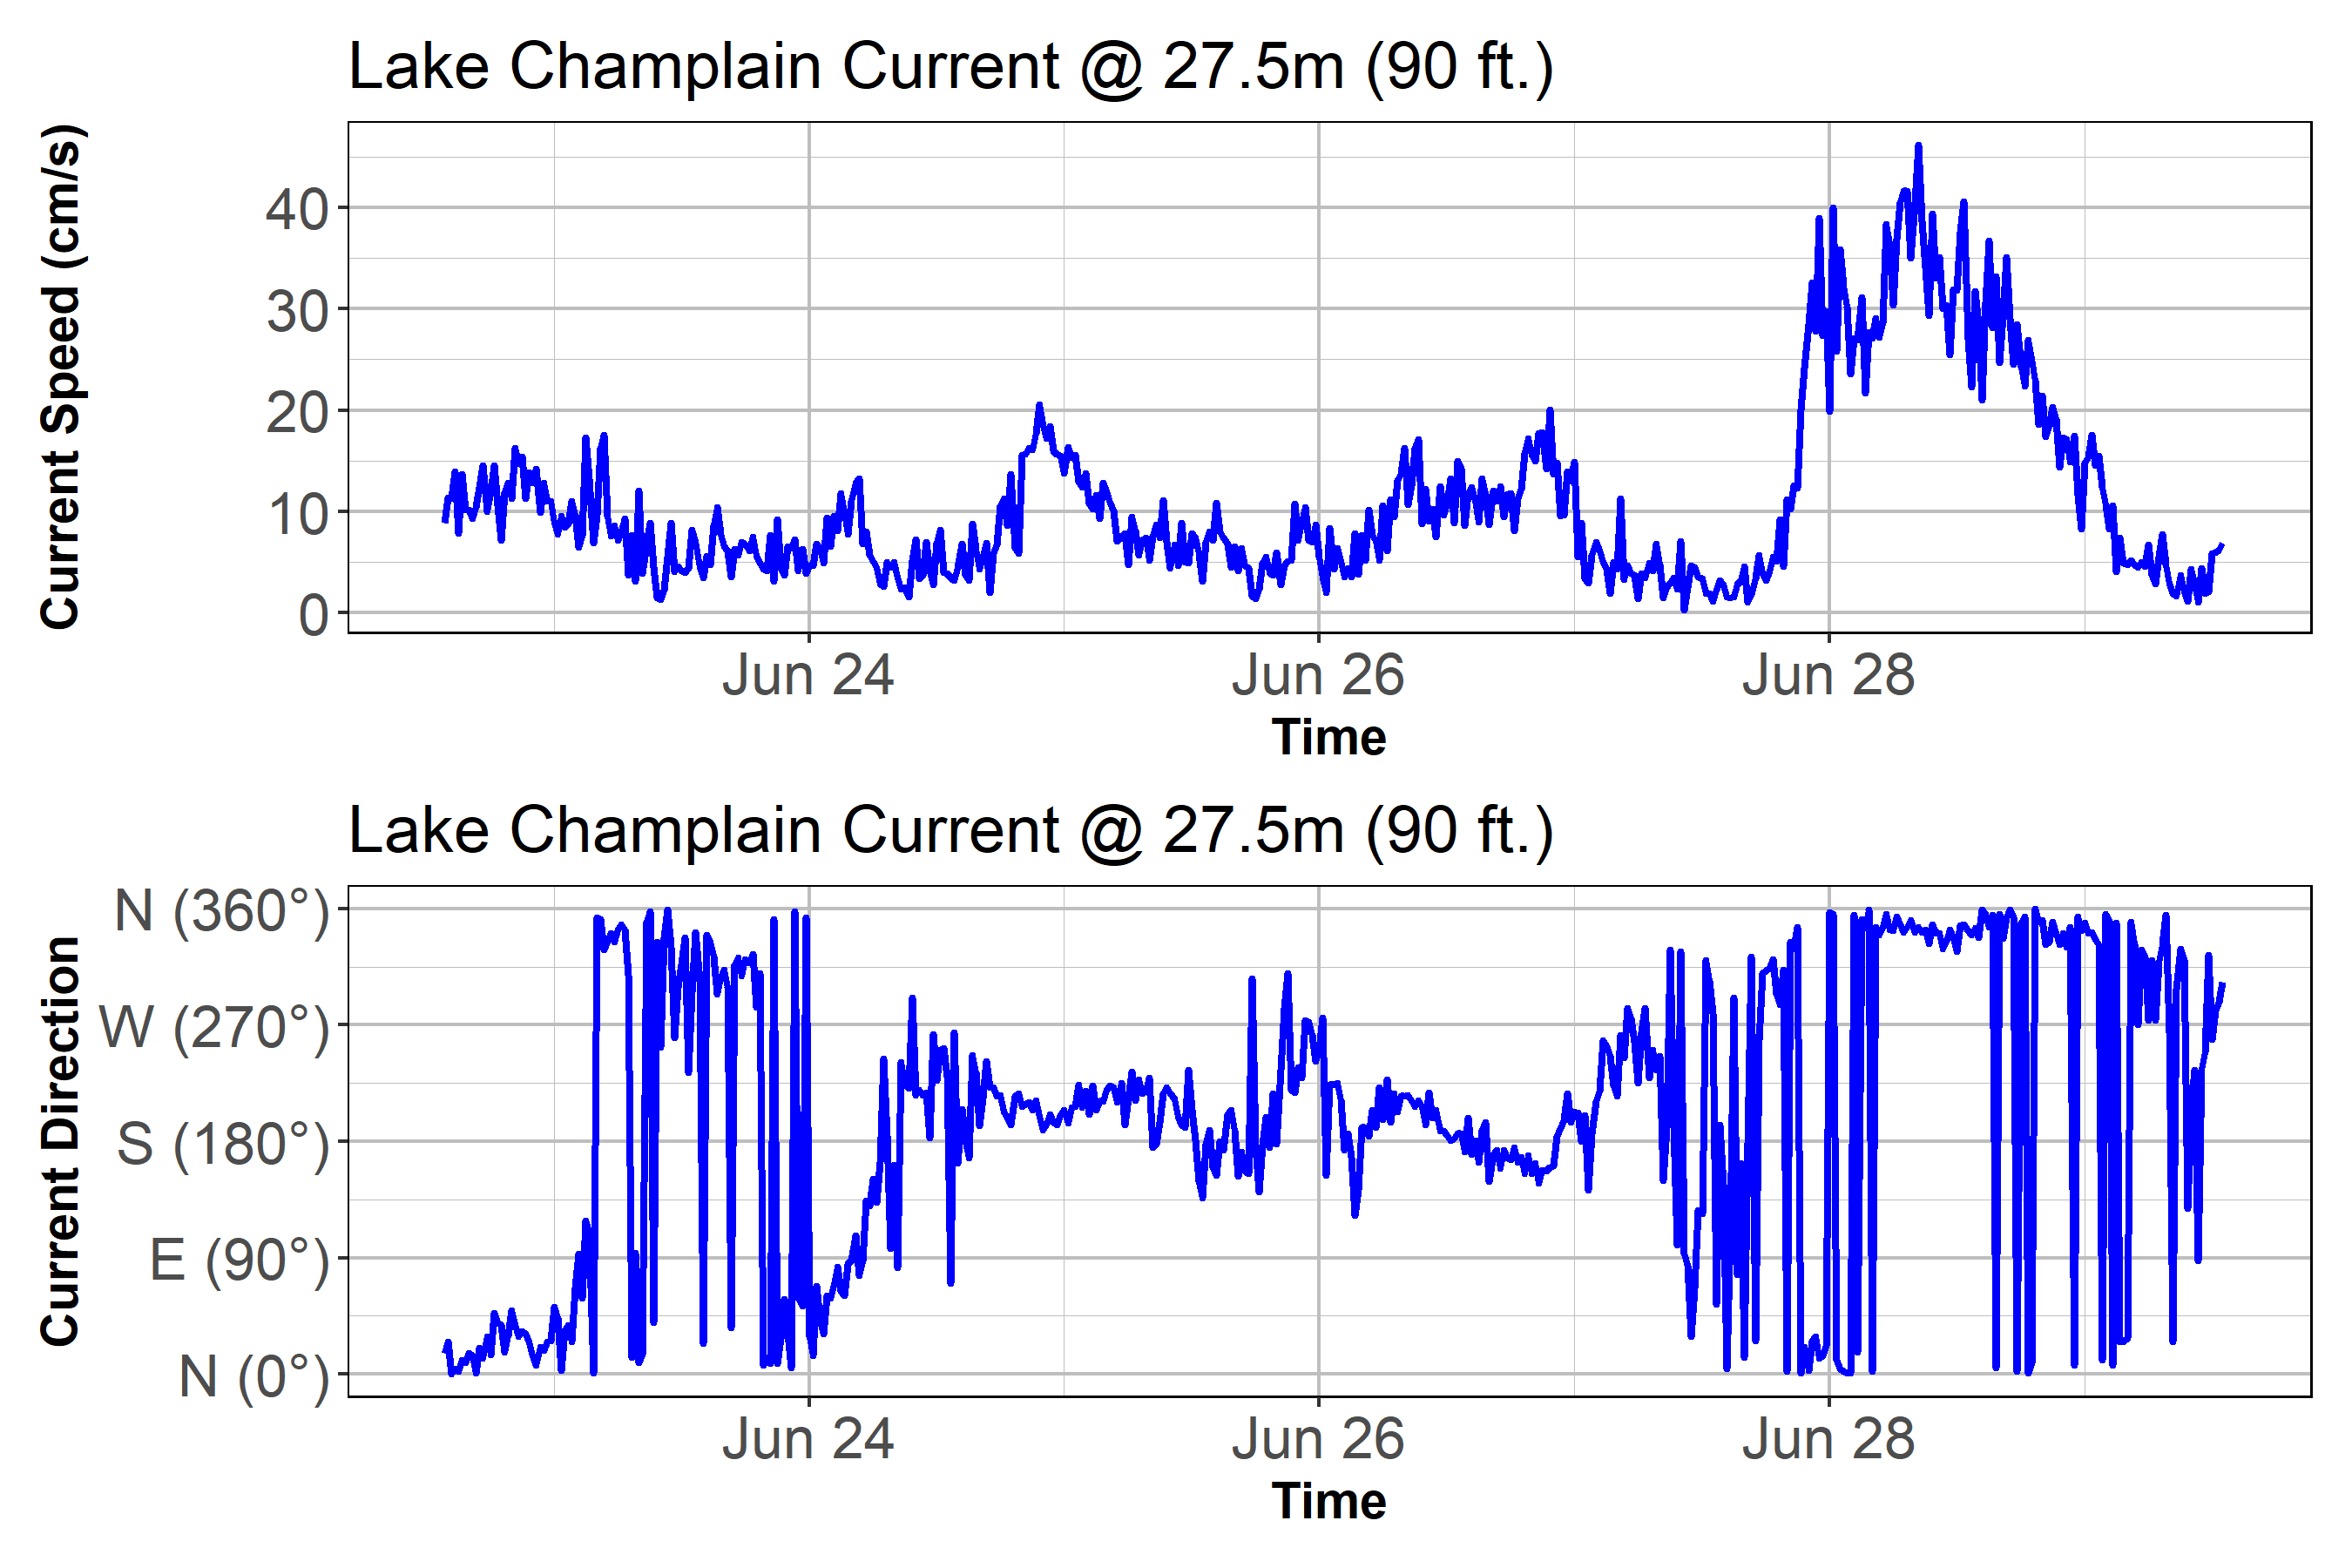 Lake Champlain Current @ 27.5m (90 ft.)
Current Speed (cm/s)
40
30
20
10
0
Jun 24 Jun 26 Jun 28
Time
Lake Champlain Current @ 27.5m (90 ft.)
Current Direction
N (360°)
W (270°)
S (180°)
E (90°)
N (0°)
Jun 24 Jun 26 Jun 28
Time